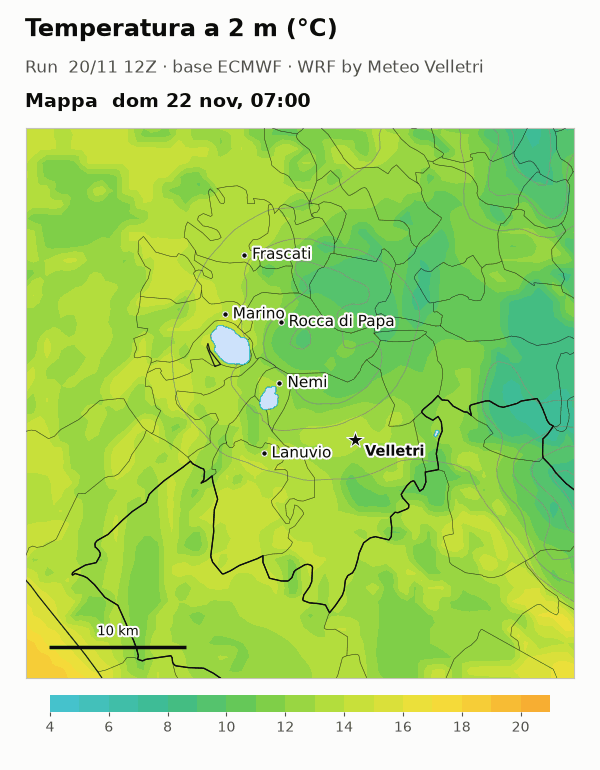 Temperatura a 2 m (°C)
Run  20/11 12Z · base ECMWF · WRF by Meteo Velletri
Mappa  dom 22 nov, 07:00
Frascati
Marino
Rocca di Papa
Nemi
Velletri
Lanuvio
10 km
4 6 8 10 12 14 16 18 20